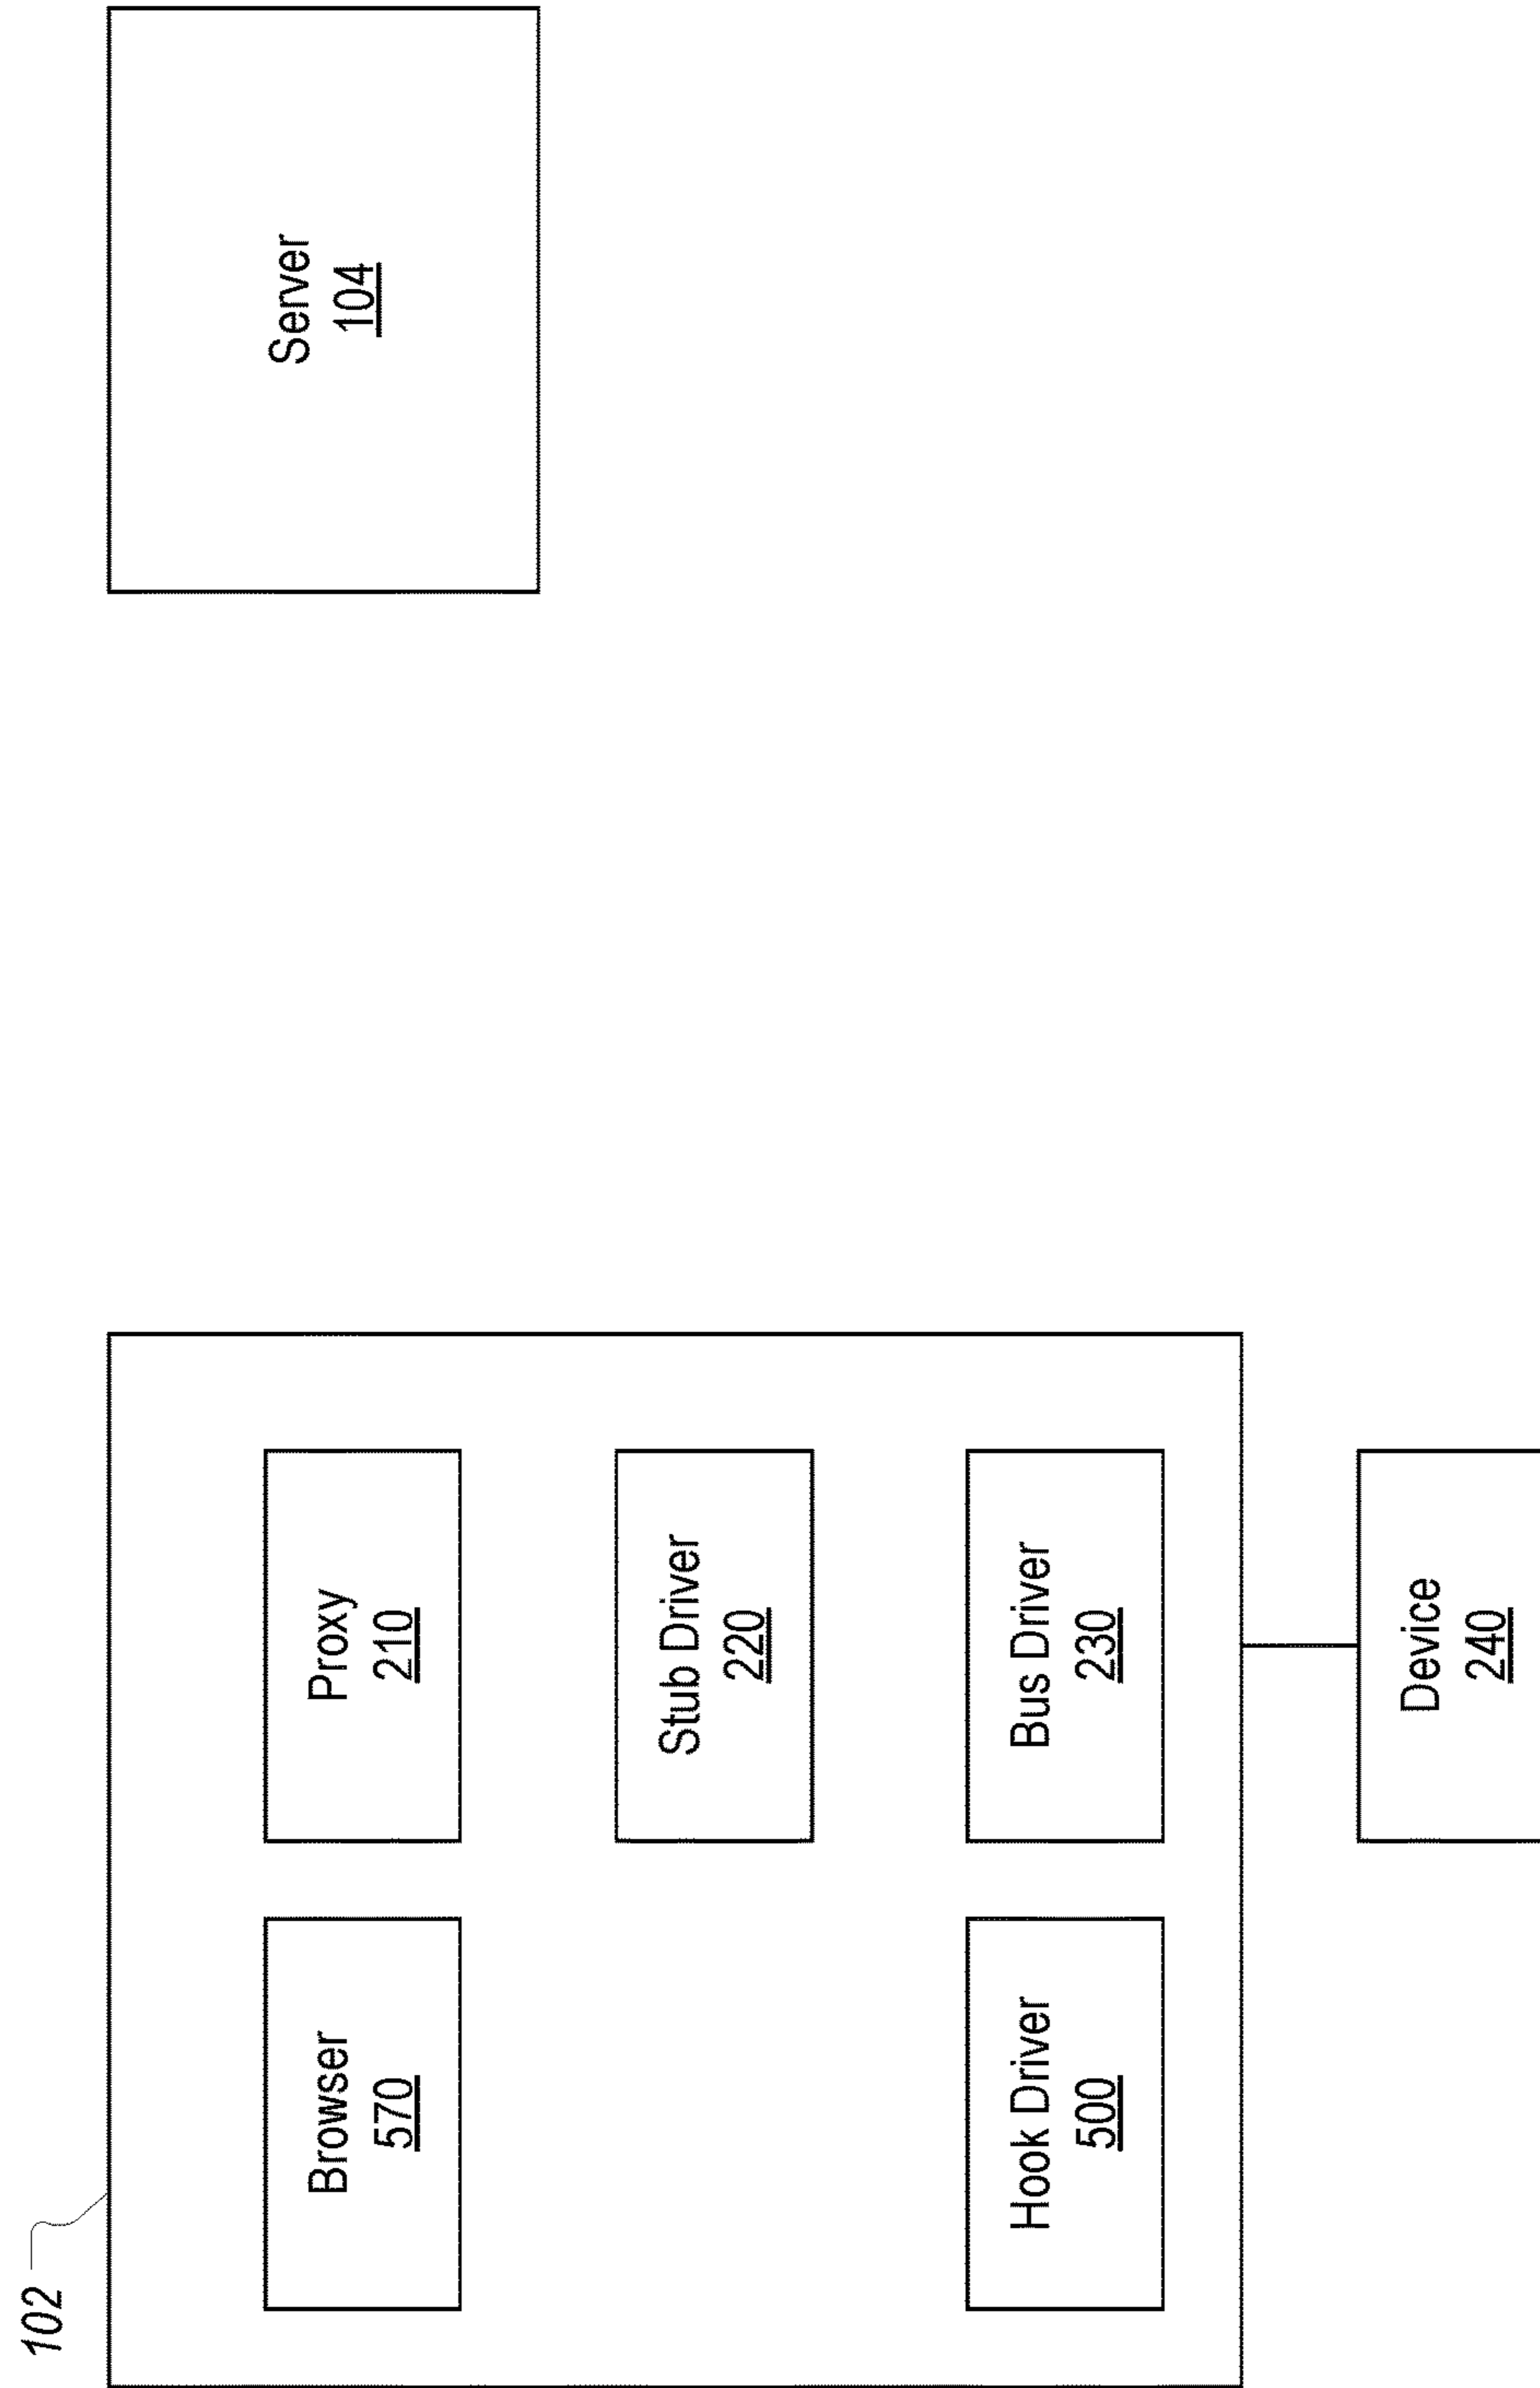 102
Browser
570
Proxy
210
Server
104
Stub Driver
220
Hook Driver
500
Bus Driver
230
Device
240